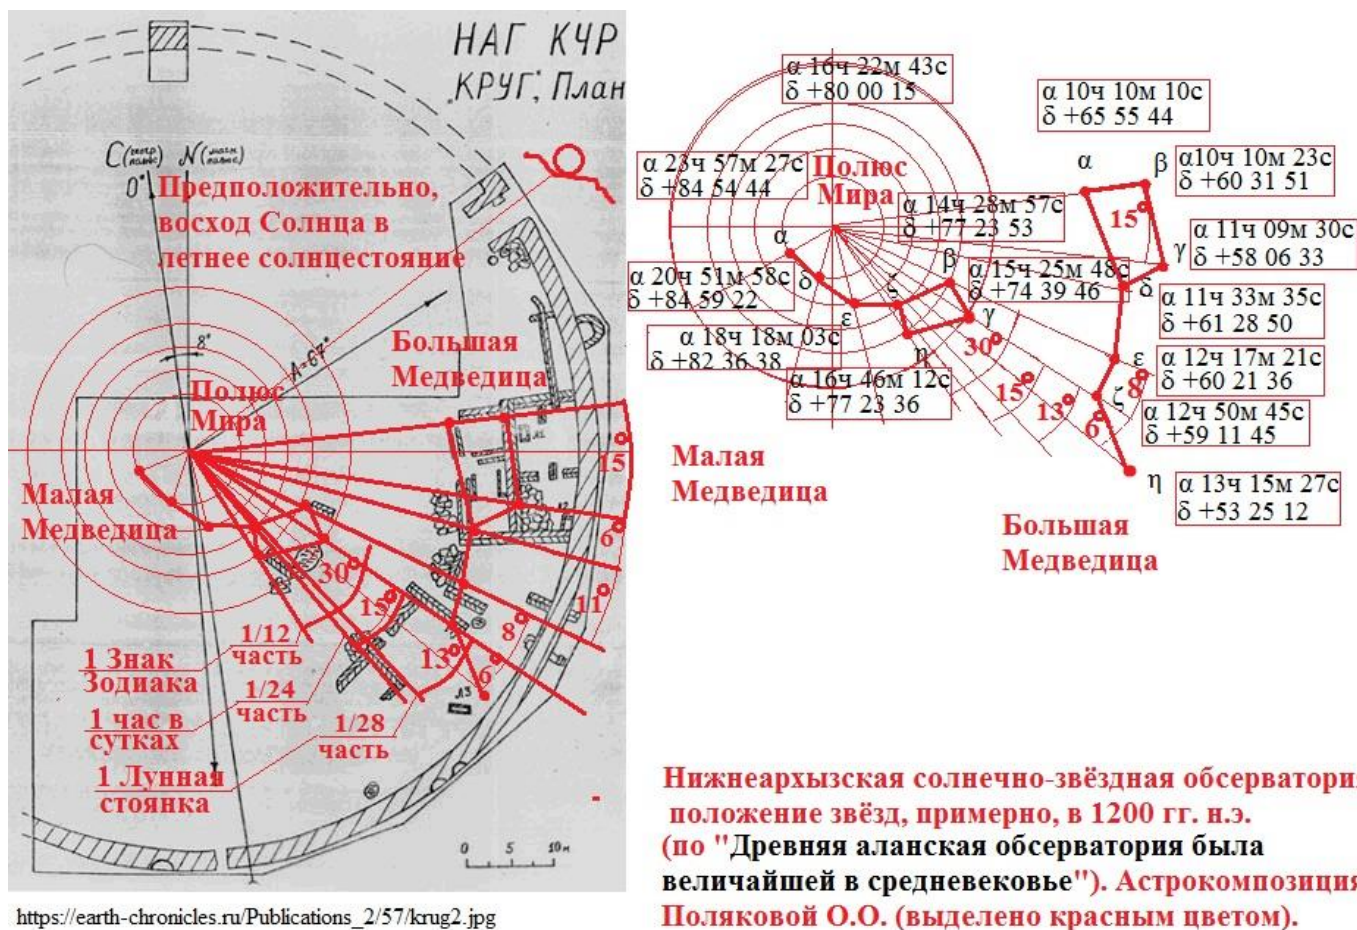 НАГ КЧР
„КРУГ", План
С N
0°
8°
А=67°
Предположительно,
восход Солнца в
летнее солнцестояние
Большая
Медведица
Полюс
Мира
Малая
Медведица
15°
6°
11°
8°
6°
13°
15°
30°
1/12
часть
1 Знак
Зодиака
1/24
часть
1 час в
сутках
1/28
часть
1 Лунная
стоянка
0 5 10 м
https://earth-chronicles.ru/Publications_2/57/krug2.jpg
α 16ч 22м 43с
δ +80 00 15
α 10ч 10м 10с
δ +65 55 44
α 23ч 57м 27с
δ +84 54 44
Полюс
Мира
α 14ч 28м 57с
δ +77 23 53
α
β
α10ч 10м 23с
δ +60 31 51
15°
α 11ч 09м 30с
δ +58 06 33
γ
δ
α 20ч 51м 58с
δ +84 59 22
α
δ
ε
ζ
β
γ
η
α 15ч 25м 48с
δ +74 39 46
α 11ч 33м 35с
δ +61 28 50
α 18ч 18м 03с
δ +82 36 38
30°
α 16ч 46м 12с
δ +77 23 36
15°
13°
6°
8°
ε
ζ
α 12ч 17м 21с
δ +60 21 36
α 12ч 50м 45с
δ +59 11 45
η
α 13ч 15м 27с
δ +53 25 12
Малая
Медведица
Большая
Медведица
Нижнеархызская солнечно-звёздная обсерватори
положение звёзд, примерно, в 1200 гг. н.э.
(по "Древняя аланская обсерватория была
величайшей в средневековье"). Астрокомпозиция
Поляковой О.О. (выделено красным цветом).